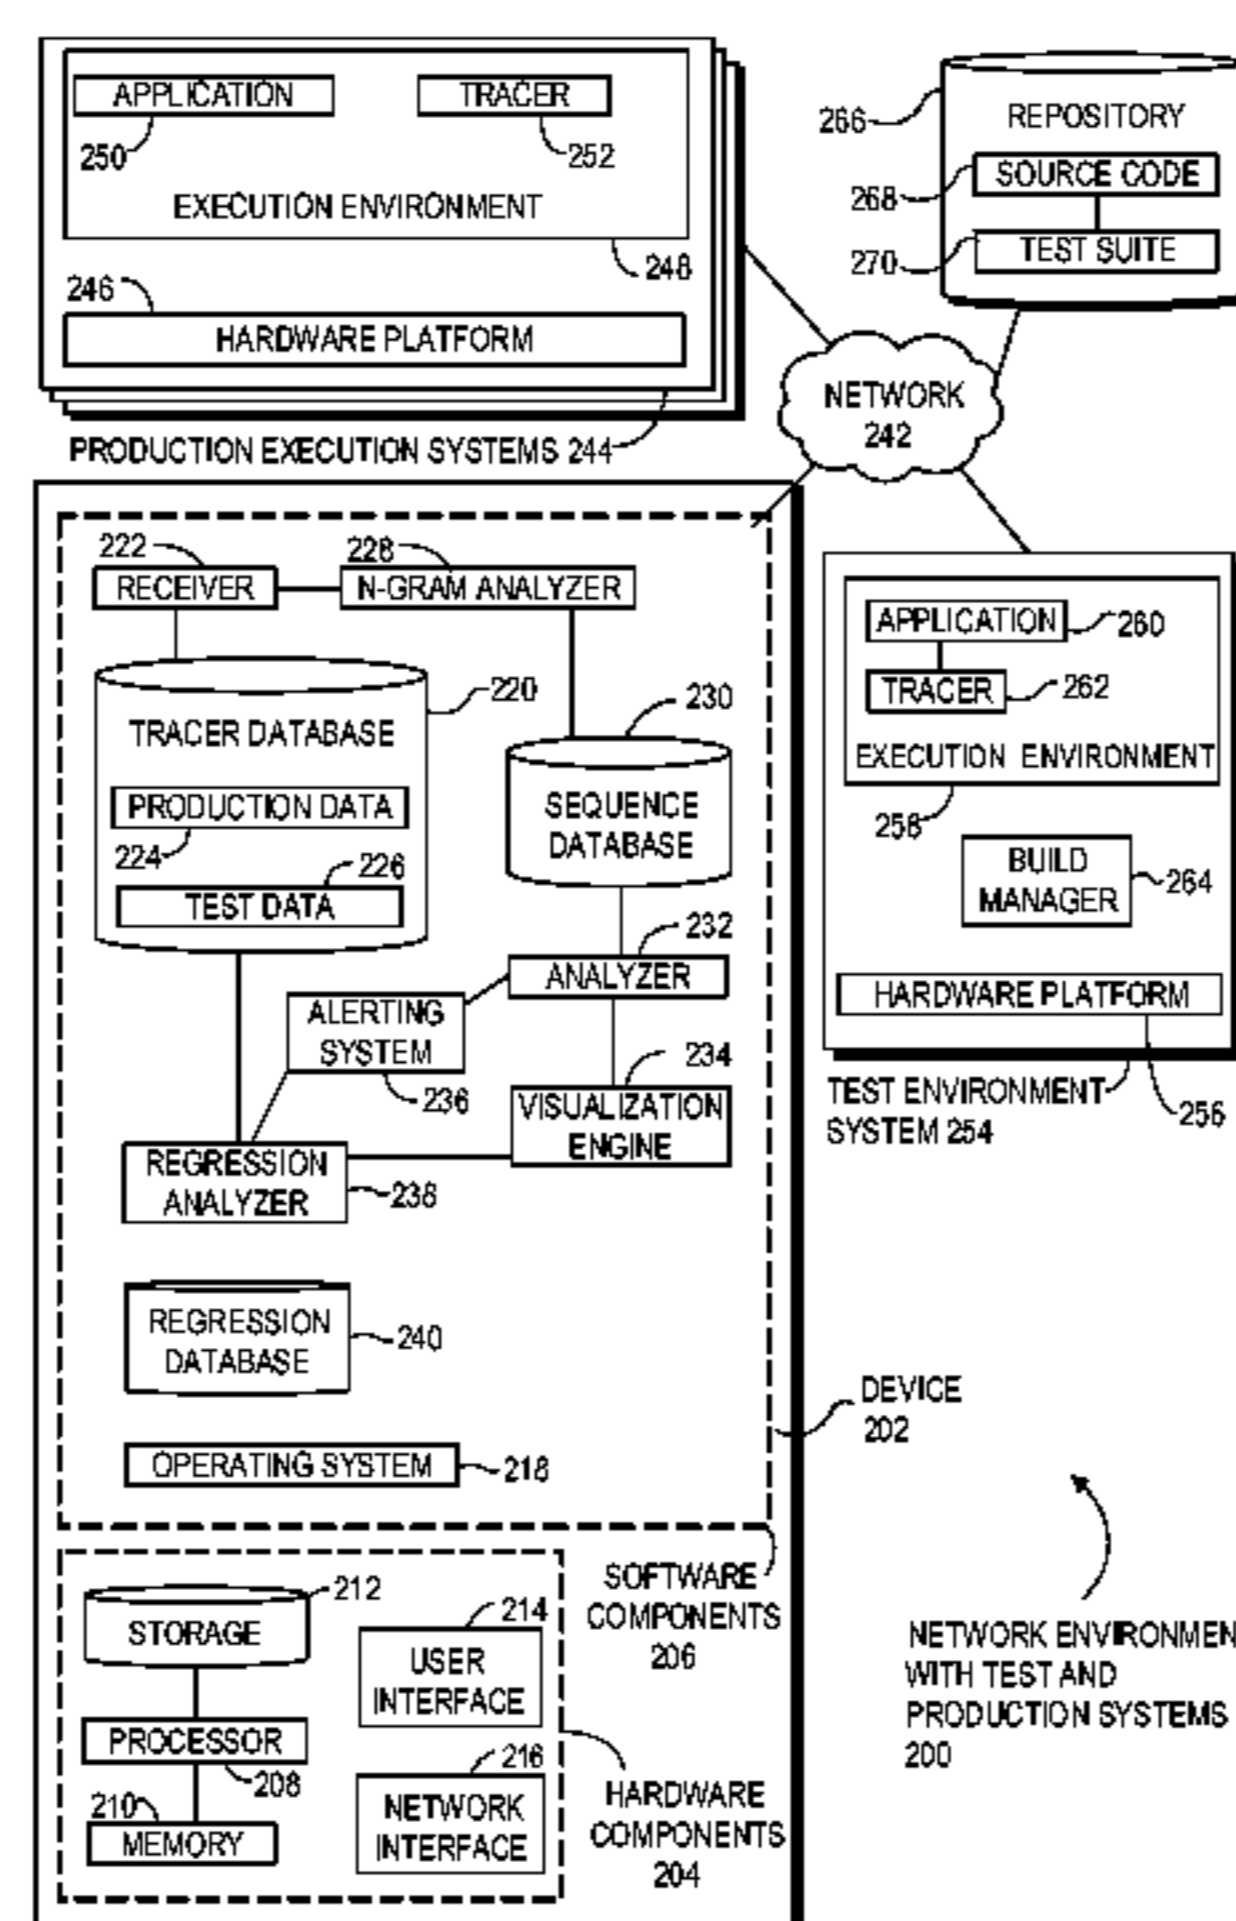 APPLICATION
TRACER
250
252
EXECUTION ENVIRONMENT
248
246
HARDWARE PLATFORM
PRODUCTION EXECUTION SYSTEMS 244
266
REPOSITORY
268
SOURCE CODE
270
TEST SUITE
NETWORK
242
222
228
RECEIVER
N-GRAM ANALYZER
220
TRACER DATABASE
230
PRODUCTION DATA
SEQUENCE
DATABASE
224
226
TEST DATA
232
ANALYZER
ALERTING
SYSTEM
236
234
VISUALIZATION
ENGINE
REGRESSION
ANALYZER
238
REGRESSION
DATABASE
240
OPERATING SYSTEM
218
APPLICATION
260
TRACER
262
EXECUTION ENVIRONMENT
258
BUILD
MANAGER
264
HARDWARE PLATFORM
TEST ENVIRONMENT
SYSTEM 254
256
DEVICE
202
SOFTWARE
COMPONENTS
206
212
STORAGE
214
USER
INTERFACE
PROCESSOR
208
216
210
MEMORY
NETWORK
INTERFACE
HARDWARE
COMPONENTS
204
NETWORK ENVIRONMEN
WITH TEST AND
PRODUCTION SYSTEMS
200